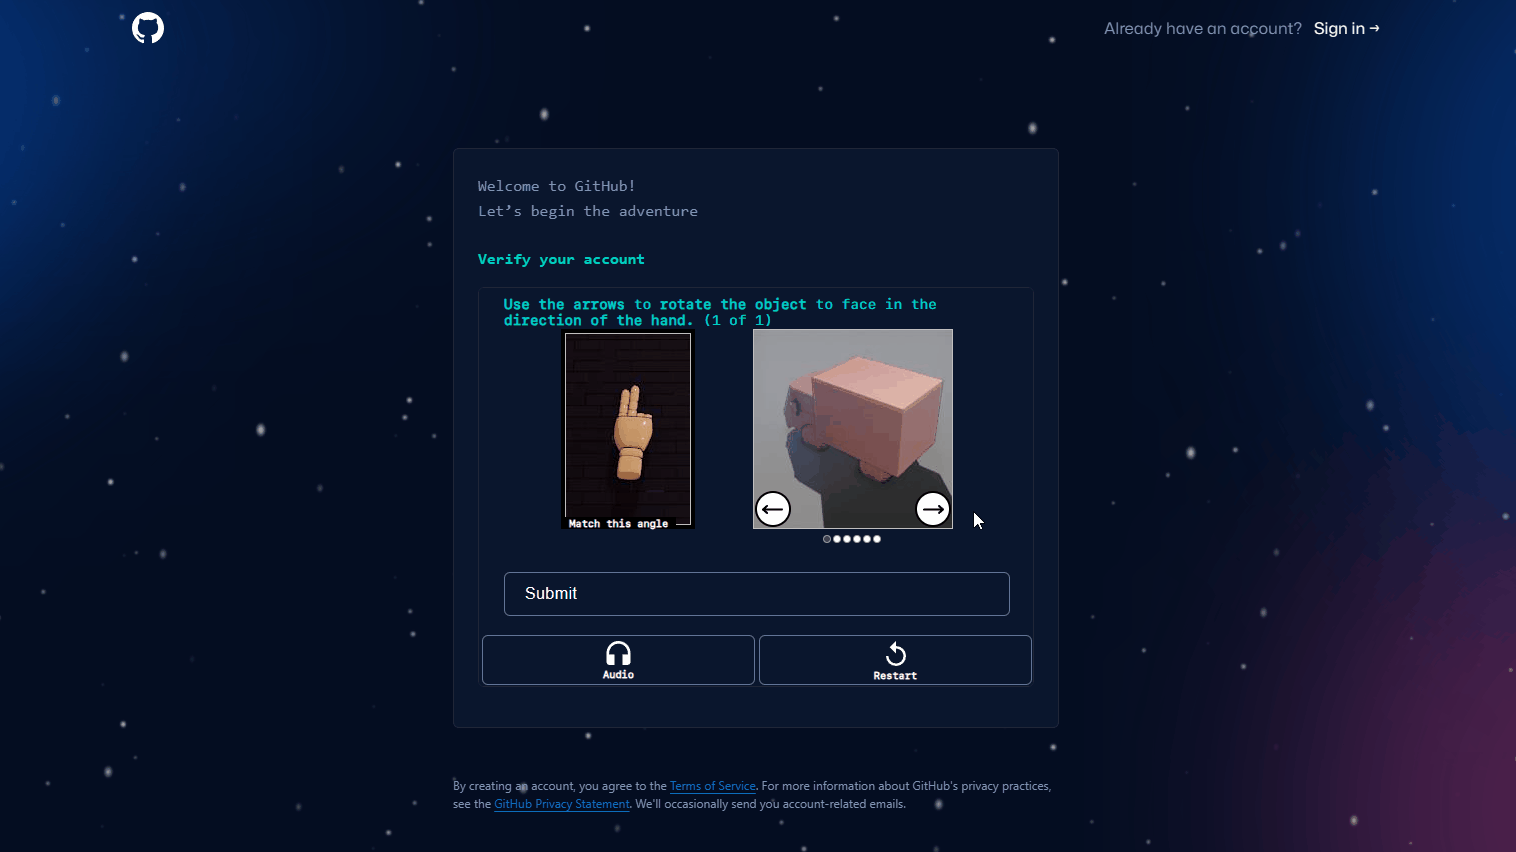 Already have an account? Sign in →
Welcome to GitHub!
Let’s begin the adventure
Verify your account
Use the arrows to rotate the object to face in the
direction of the hand. (1 of 1)
Match this angle
Submit
Audio
Restart
By creating an account, you agree to the Terms of Service. For more information about GitHub's privacy practices,
see the GitHub Privacy Statement. We'll occasionally send you account-related emails.